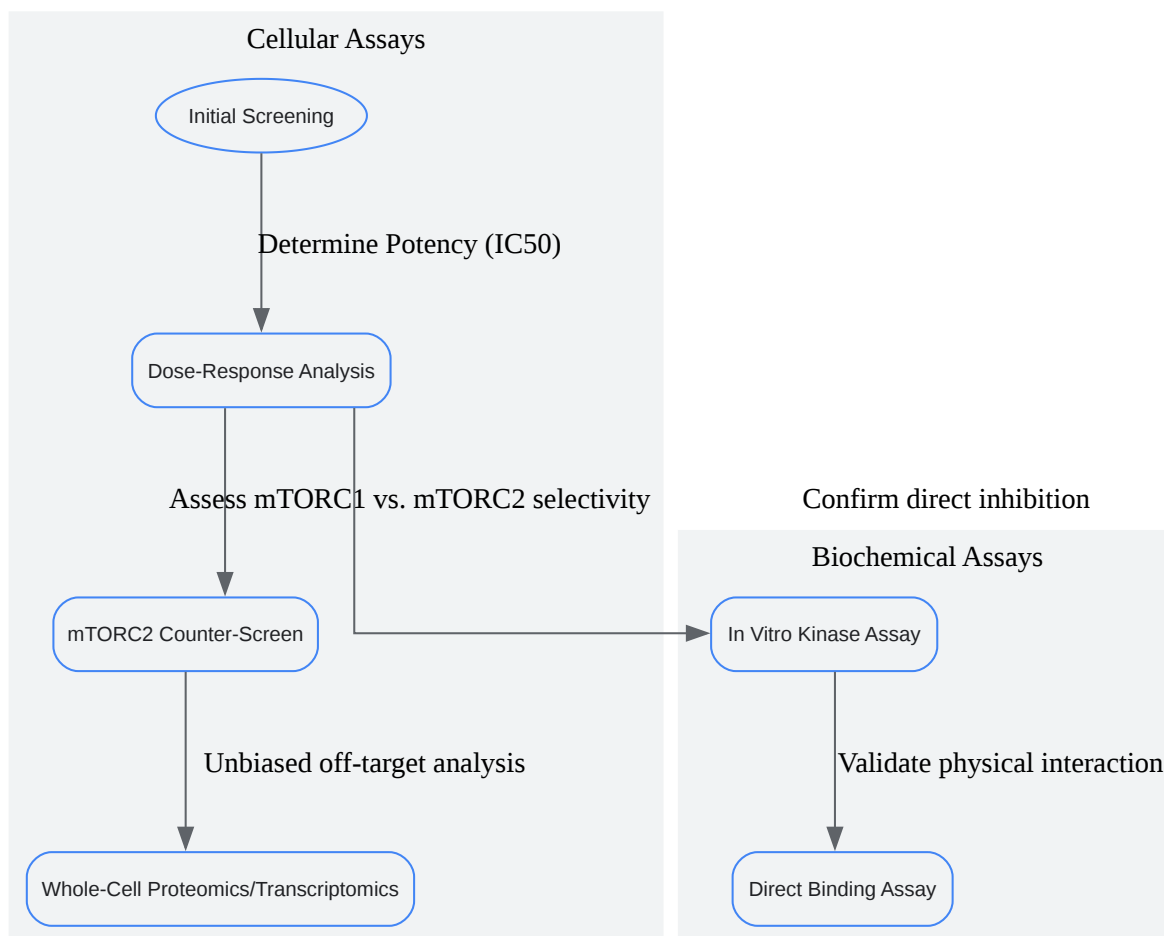 Cellular Assays
Initial Screening
Determine Potency (IC50)
Dose-Response Analysis
Assess mTORC1 vs. mTORC2 selectivity
Confirm direct inhibition
Biochemical Assays
mTORC2 Counter-Screen
In Vitro Kinase Assay
Unbiased off-target analysis
Validate physical interaction
Whole-Cell Proteomics/Transcriptomics
Direct Binding Assay